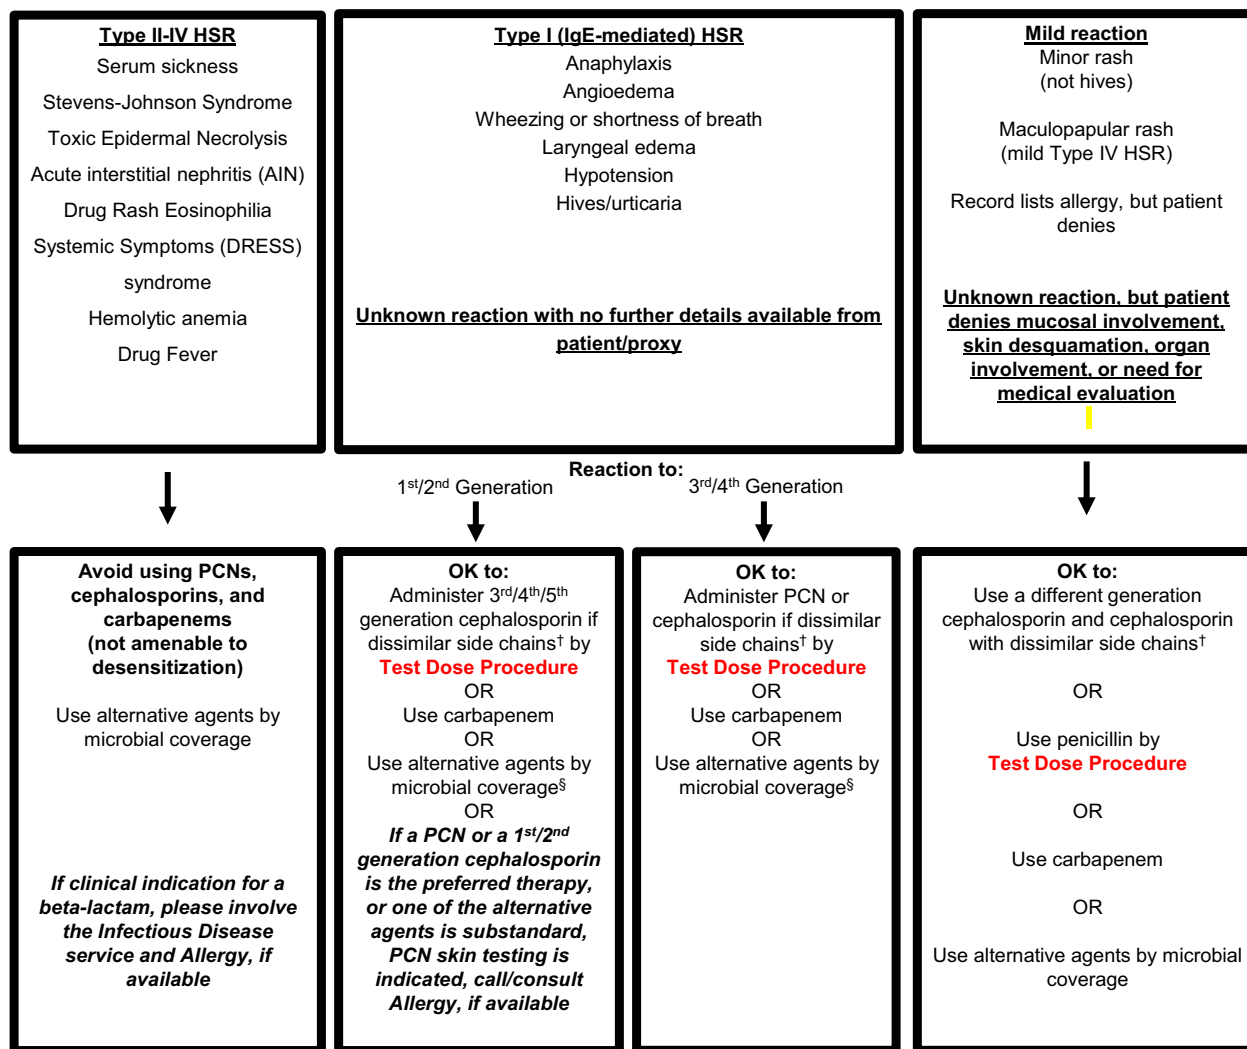 Type II-IV HSR
Serum sickness
Stevens-Johnson Syndrome
Toxic Epidermal Necrolysis
Acute interstitial nephritis (AIN)
Drug Rash Eosinophilia
Systemic Symptoms (DRESS)
syndrome
Hemolytic anemia
Drug Fever
Type I (IgE-mediated) HSR
Anaphylaxis
Angioedema
Wheezing or shortness of breath
Laryngeal edema
Hypotension
Hives/urticaria
Unknown reaction with no further details available from
patient/proxy
Mild reaction
Minor rash
(not hives)
Maculopapular rash
(mild Type IV HSR)
Record lists allergy, but patient
denies
Unknown reaction, but patient
denies mucosal involvement,
skin desquamation, organ
involvement, or need for
medical evaluation
Reaction to:
1st/2nd Generation
3rd/4th Generation
Avoid using PCNs,
cephalosporins, and
carbapenems
(not amenable to
desensitization)
Use alternative agents by
microbial coverage
If clinical indication for a
beta-lactam, please involve
the Infectious Disease
service and Allergy, if
available
OK to:
Administer 3rd/4th/5th
generation cephalosporin if
dissimilar side chains† by
Test Dose Procedure
OR
Use carbapenem
OR
Use alternative agents by
microbial coverage§
OR
If a PCN or a 1st/2nd
generation cephalosporin
is the preferred therapy,
or one of the alternative
agents is substandard,
PCN skin testing is
indicated, call/consult
Allergy, if available
OK to:
Administer PCN or
cephalosporin if dissimilar
side chains† by
Test Dose Procedure
OR
Use carbapenem
OR
Use alternative agents by
microbial coverage§
OK to:
Use a different generation
cephalosporin and cephalosporin
with dissimilar side chains†
OR
Use penicillin by
Test Dose Procedure
OR
Use carbapenem
OR
Use alternative agents by microbial
coverage